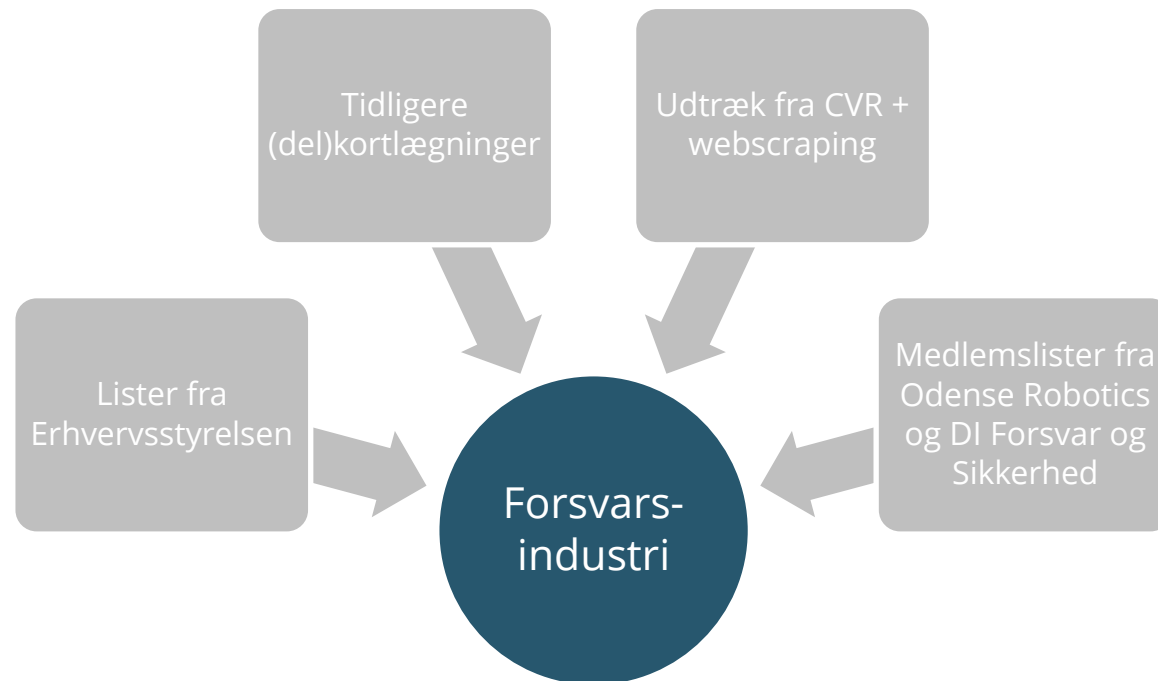 Tidligere
(del)kortlægninger
Udtræk fra CVR +
webscraping
Lister fra
Erhvervsstyrelsen
Medlemslister fra
Odense Robotics
og DI Forsvar og
Sikkerhed
Forsvars-
industri